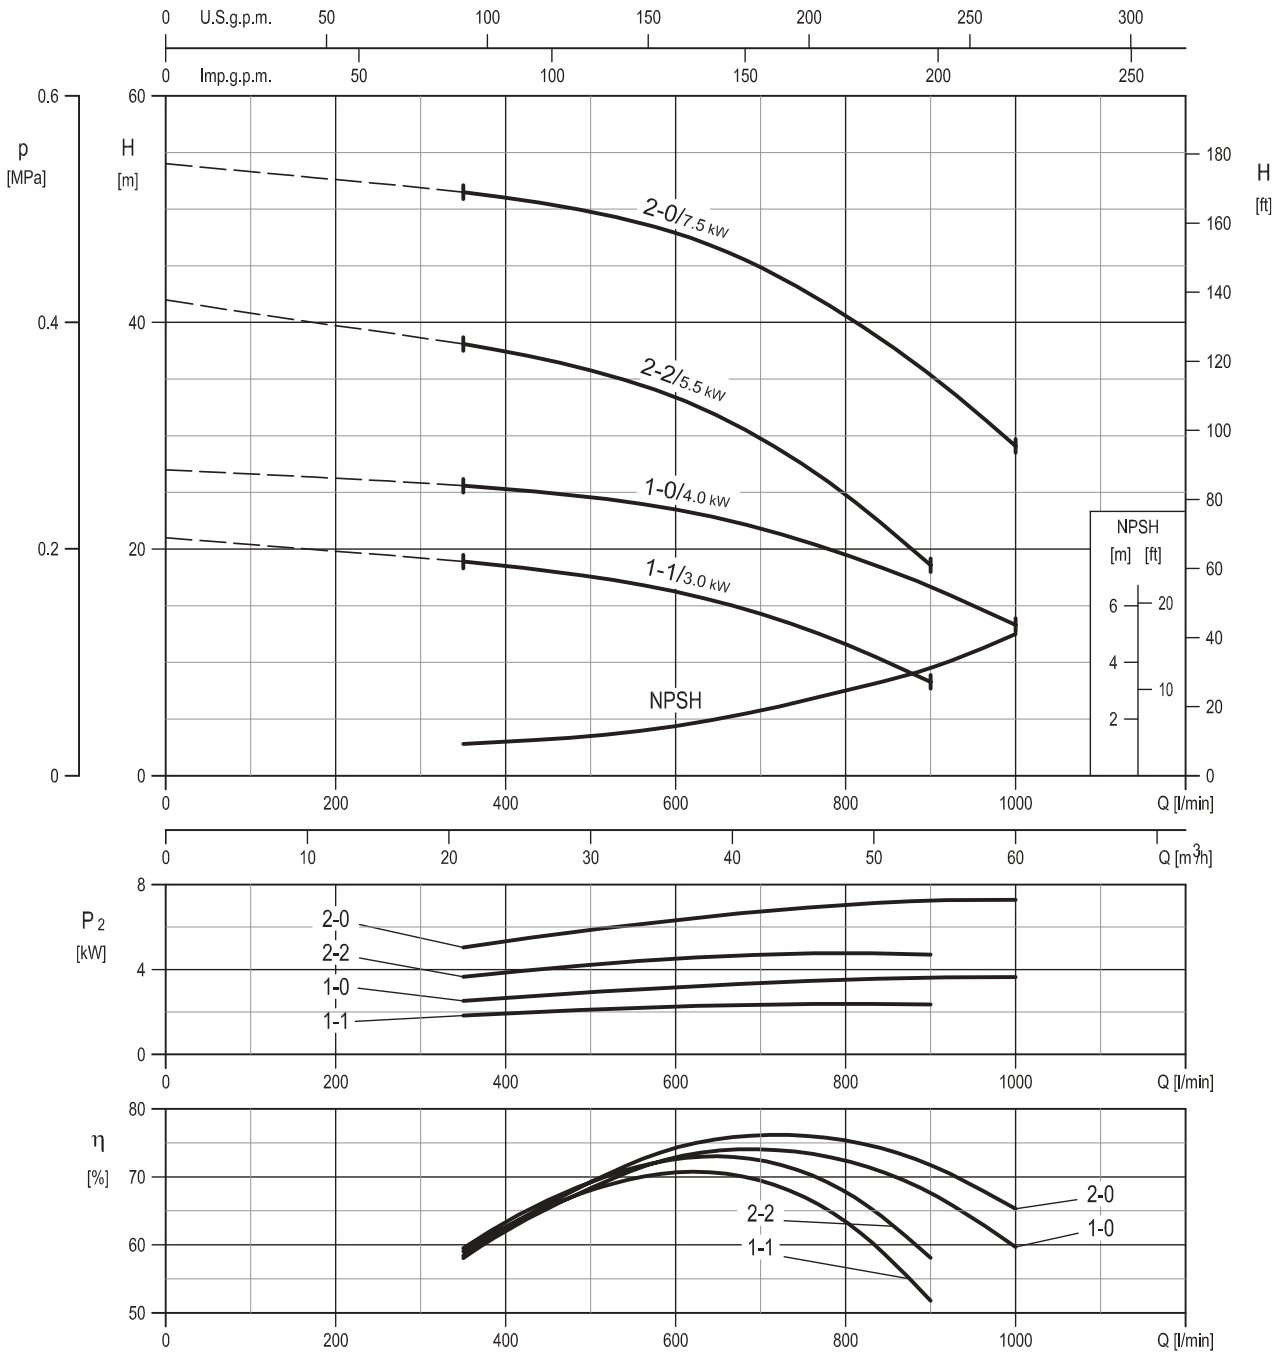 0 U.S.g.p.m. 50 100 150 200 250 300
0 Imp.g.p.m. 50 100 150 200 250
0.6 60
p H
[MPa] [m]
180
H
[ft]
2-0/7.5 kW
160
140
0.4 40
120
2-2/5.5 kW
100
1-0/4.0 kW
80
NPSH
0.2 20 [m] [ft]
60
1-1/3.0 kW
6 20
40
4
NPSH 10
20
2
0 0 0
0 200 400 600 800 1000 Q [l/min]
0 10 20 30 40 50 60 Q [m³/h]
8
P2
[kW]
2-0
2-2
4
1-0
1-1
0
0 200 400 600 800 1000 Q [l/min]
80
η
[%]
70
2-0
2-2
1-0
60 1-1
50
0 200 400 600 800 1000 Q [l/min]